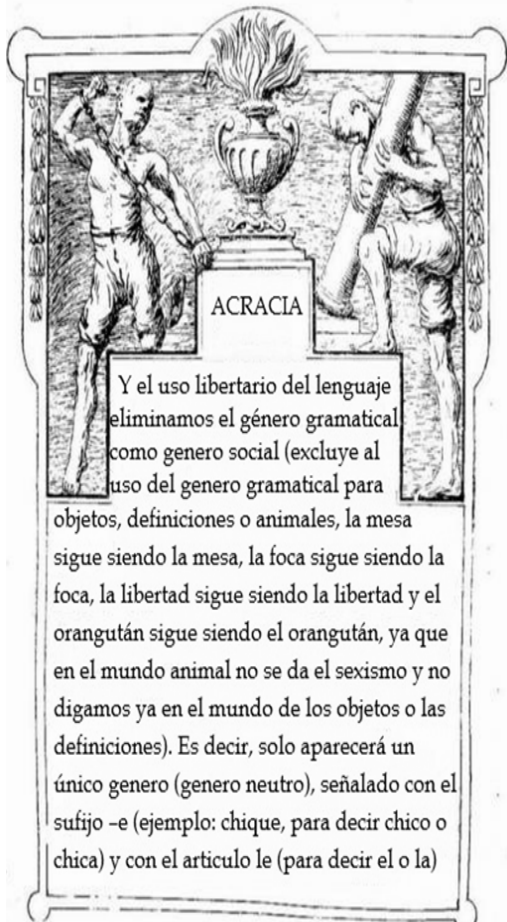 ACRACIA
Y el uso libertario del lenguaje
eliminamos el género gramatical
como genero social (excluye al
uso del genero gramatical para
objetos, definiciones o animales, la mesa
sigue siendo la mesa, la foca sigue siendo la
foca, la libertad sigue siendo la libertad y el
orangután sigue siendo el orangután, ya que
en el mundo animal no se da el sexismo y no
digamos ya en el mundo de los objetos o las
definiciones). Es decir, solo aparecerá un
único genero (genero neutro), señalado con el
sufijo –e (ejemplo: chique, para decir chico o
chica) y con el articulo le (para decir el o la)